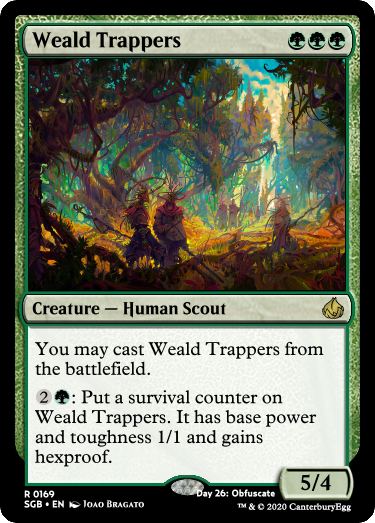 Weald Trappers
Creature — Human Scout
You may cast Weald Trappers from
the battlefield.
2: Put a survival counter on
Weald Trappers. It has base power
and toughness 1/1 and gains
hexproof.
5/4
R 0169
SGB • EN Joao Bragato
Day 26: Obfuscate
™ & © 2020 CanterburyEgg